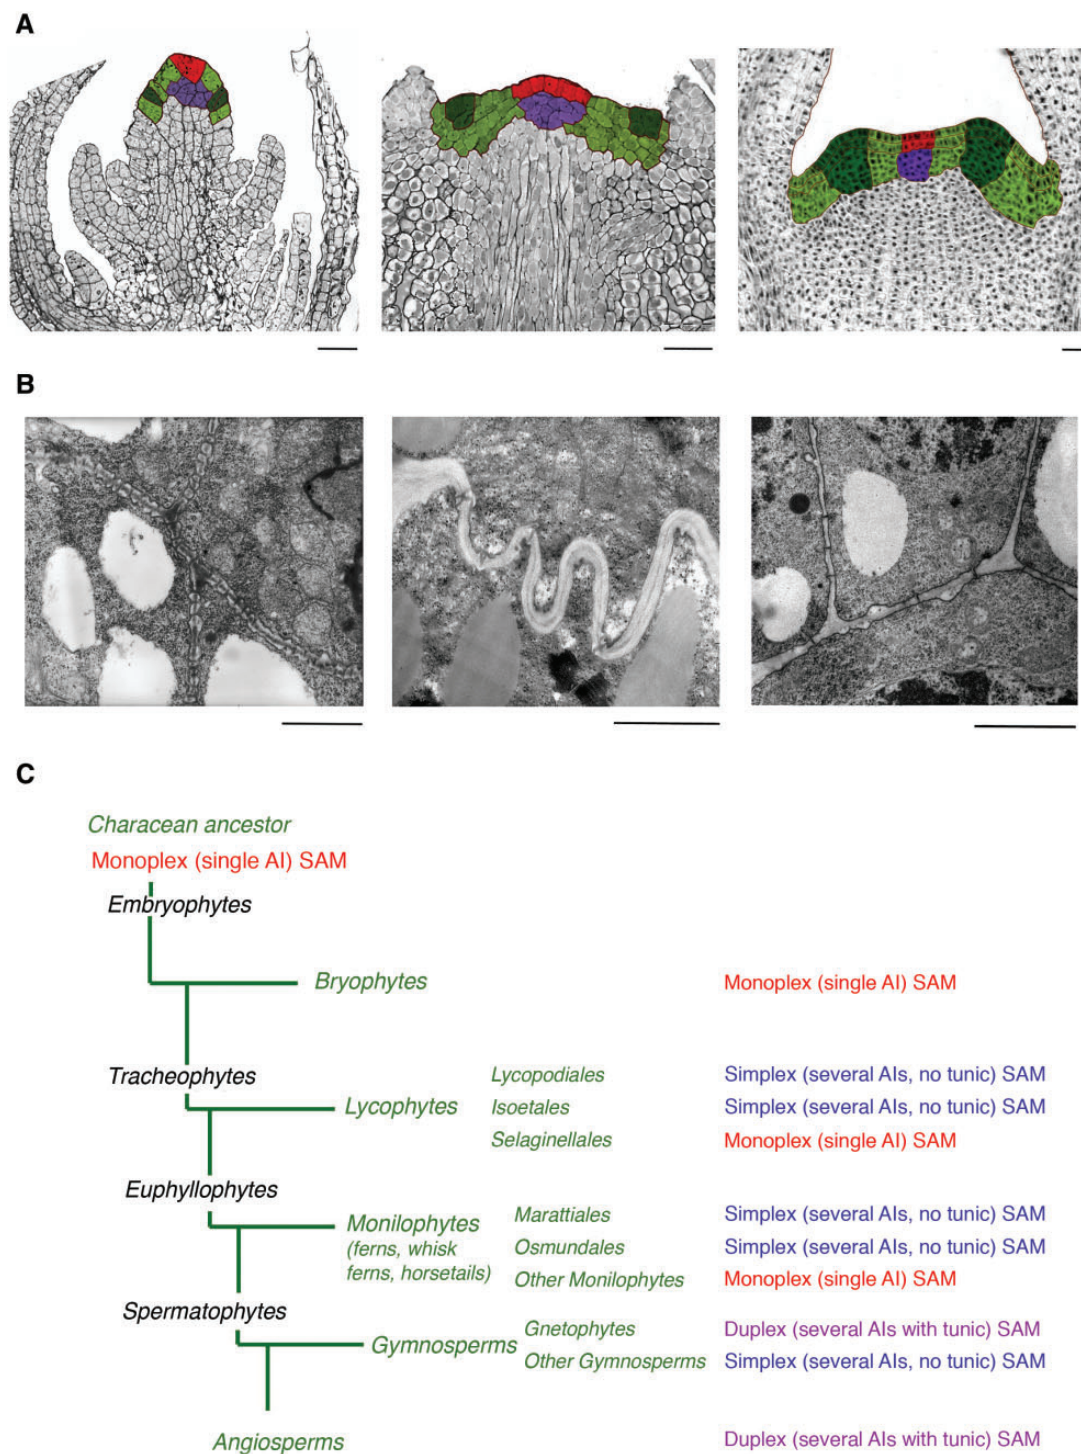 A
B
C
Characean ancestor
Monoplex (single AI) SAM
Embryophytes
Bryophytes Monoplex (single AI) SAM
Tracheophytes
Lycopodiales Simplex (several AIs, no tunic) SAM
Lycophytes Isoetales Simplex (several AIs, no tunic) SAM
Selaginellales Monoplex (single AI) SAM
Euphyllophytes
Monilophytes Marattiales Simplex (several AIs, no tunic) SAM
(ferns, whisk Osmundales Simplex (several AIs, no tunic) SAM
ferns, horsetails) Other Monilophytes Monoplex (single AI) SAM
Spermatophytes
Gnetophytes Duplex (several AIs with tunic) SAM
Gymnosperms Other Gymnosperms Simplex (several AIs, no tunic) SAM
Angiosperms Duplex (several AIs with tunic) SAM